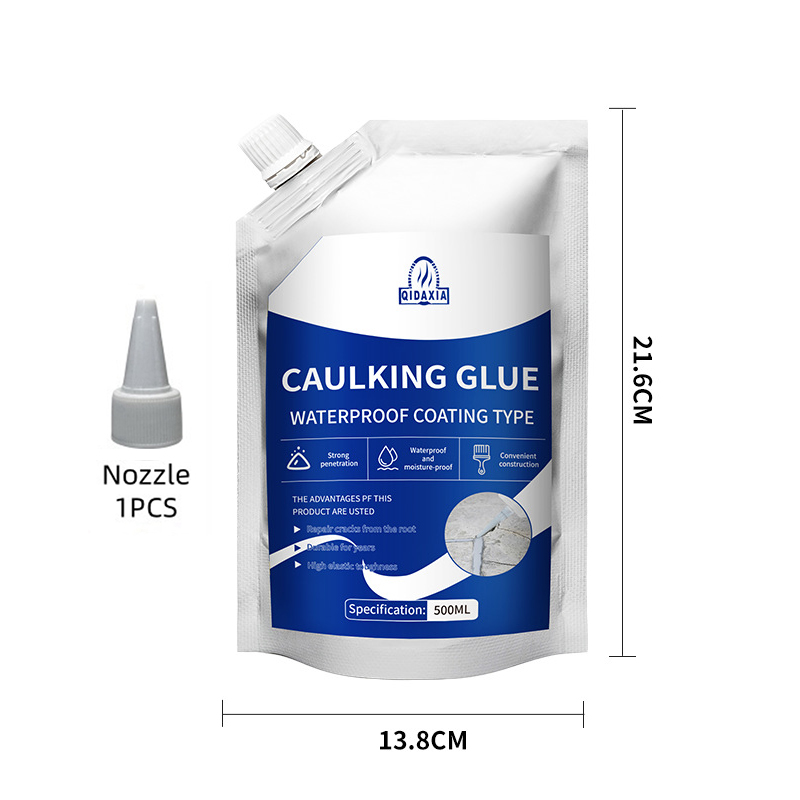 QIDAXIA
CAULKING GLUE
WATERPROOF COATING TYPE
Strong
penetration
Waterproof
and
moisture-proof
Convenient
construction
THE ADVANTAGES PF THIS
PRODUCT ARE USTED
Repair cracks from the root
Durable for years
High elastic toughness
Specification: 500ML
Nozzle
1PCS
21.6CM
13.8CM